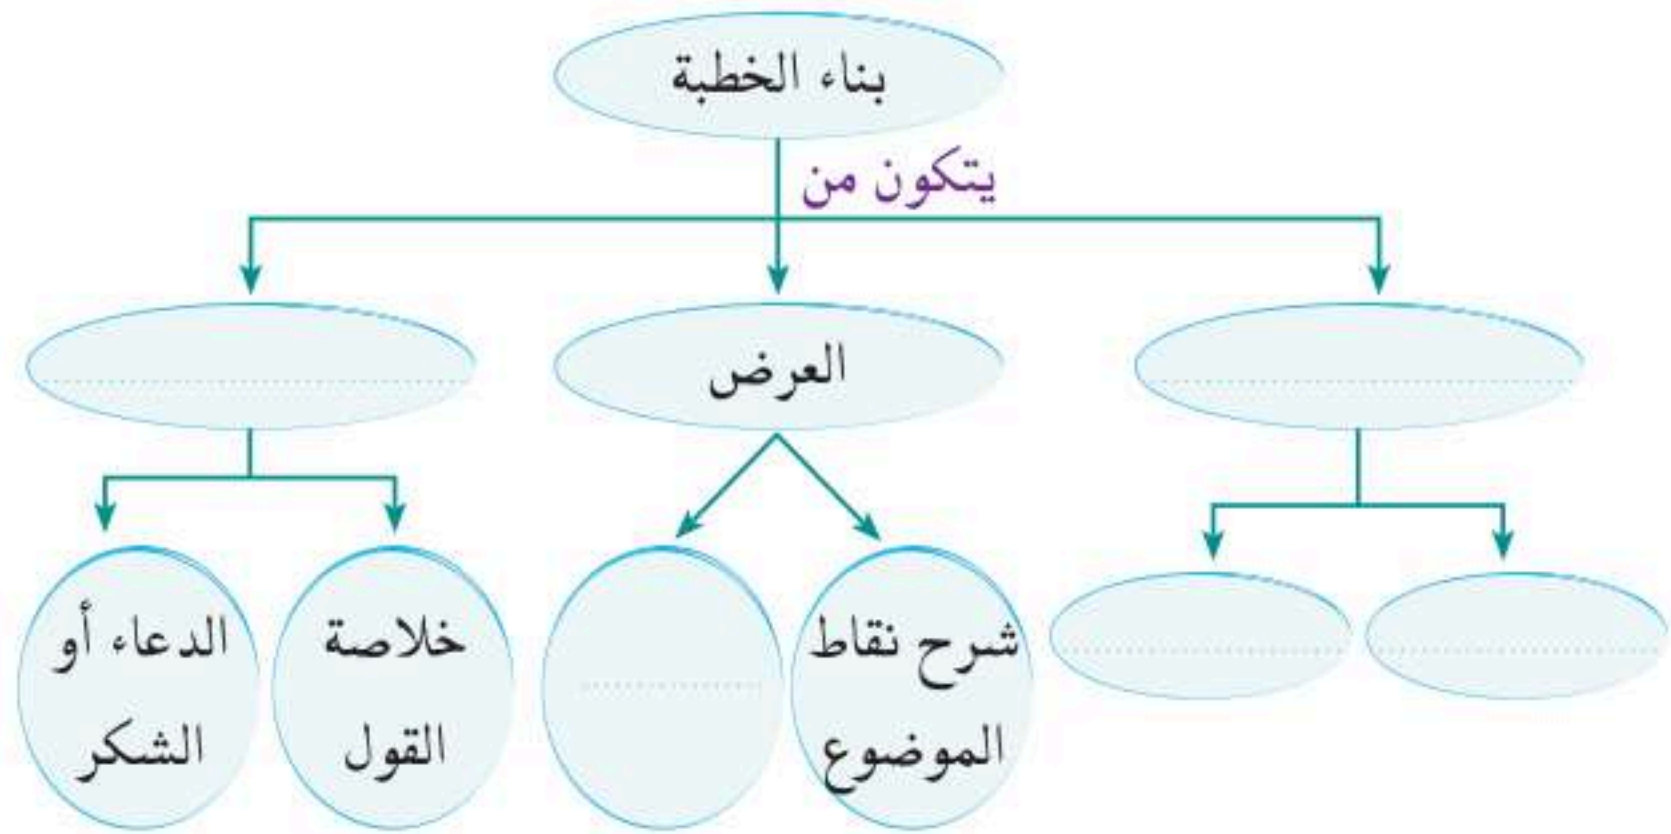 بناء الخطبة
يتكون من
العرض
شرح نقاط
الموضوع
خلاصة
القول
الدعاء أو
الشكر